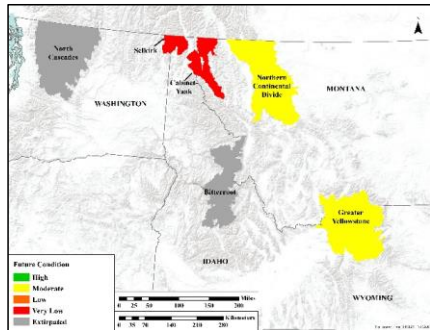 North
Cascades
Selkirk
Cabinet-
Yaak
Northern
Continental
Divide
WASHINGTON
MONTANA
Bitterroot
Greater
Yellowstone
IDAHO
WYOMING
Future Condition
High
Moderate
Low
Very Low
Extirpated
Miles
0 25 50 100 150 200
Kilometers
0 35 70 140 210 280